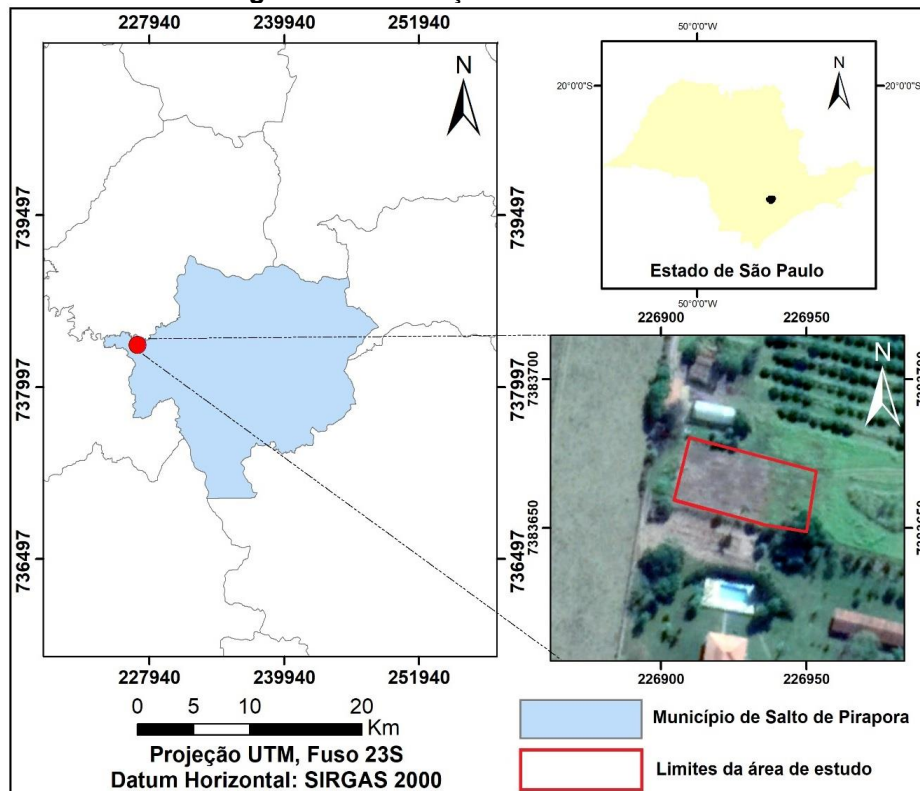 227940 239940 251940
N
739497
737997
736497
739497
737997
736497
227940 239940 251940
0 5 10 20
Km
Projeção UTM, Fuso 23S
Datum Horizontal: SIRGAS 2000
50°0'0"W
20°0'0"S
20°0'0"S
N
Estado de São Paulo
50°0'0"W
226900 226950
N
7383700
7383650
7383700
7383650
226900 226950
Município de Salto de Pirapora
Limites da área de estudo